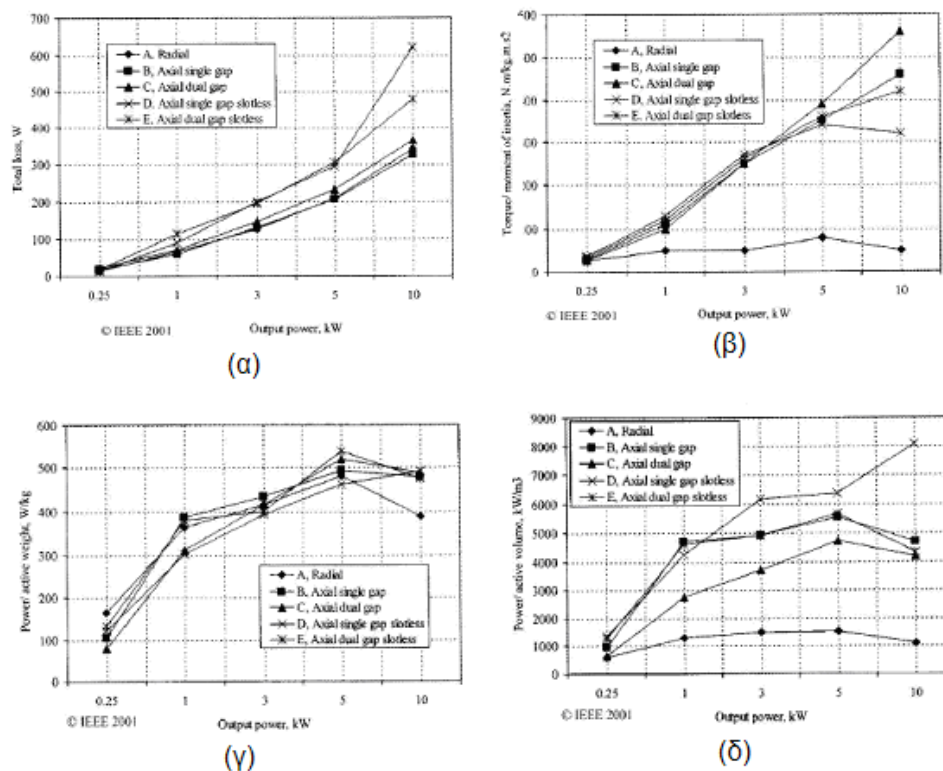 700
600
500
400
300
200
100
0
Total loss, W
A, Radial
B, Axial single gap
C, Axial dual gap
D, Axial single gap slotless
E, Axial dual gap slotless
0.25 1 3 5 10
© IEEE 2001 Output power, kW
(α)
Torque/ moment of inertia, N.m/kg.m.s2
A, Radial
B, Axial single gap
C, Axial dual gap
D, Axial single gap slotless
E, Axial dual gap slotless
0
0.25 1 3 5 10
© IEEE 2001 Output power, kW
(β)
600
500
400
300
200
100
0
Power/ active weight, W/kg
A, Radial
B, Axial single gap
C, Axial dual gap
D, Axial single gap slotless
E, Axial dual gap slotless
0.25 1 3 5 10
© IEEE 2001 Output power, kW
(γ)
9000
8000
7000
6000
5000
4000
3000
2000
1000
0
Power/ active volume, kW/m3
A, Radial
B, Axial single gap
C, Axial dual gap
D, Axial single gap slotless
E, Axial dual gap slotless
0.25 1 3 5 10
© IEEE 2001 Output power, kW
(δ)